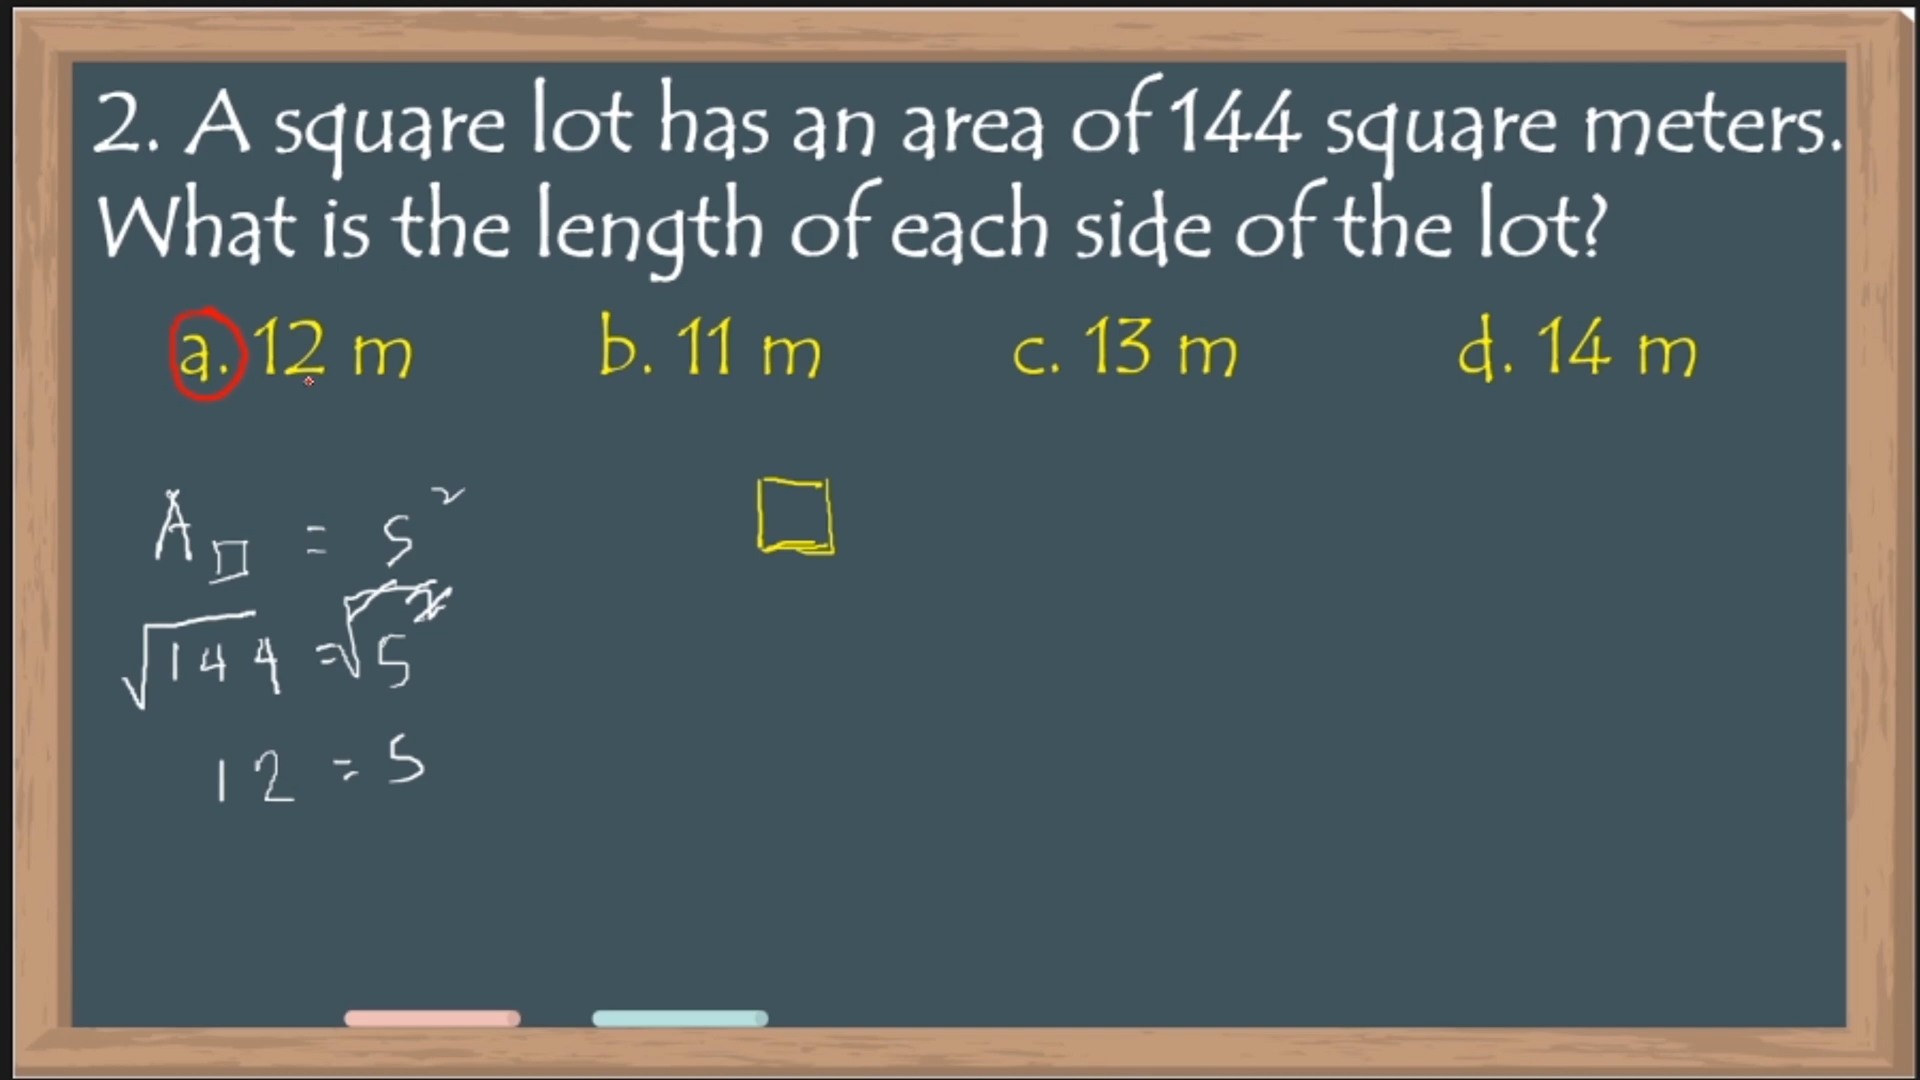 2. A square lot has an area of 144 square meters.
What is the length of each side of the lot?
a. 12 m b. 11 m c. 13 m d. 14 m
A□ = s²
√144 = √s²
12 = s